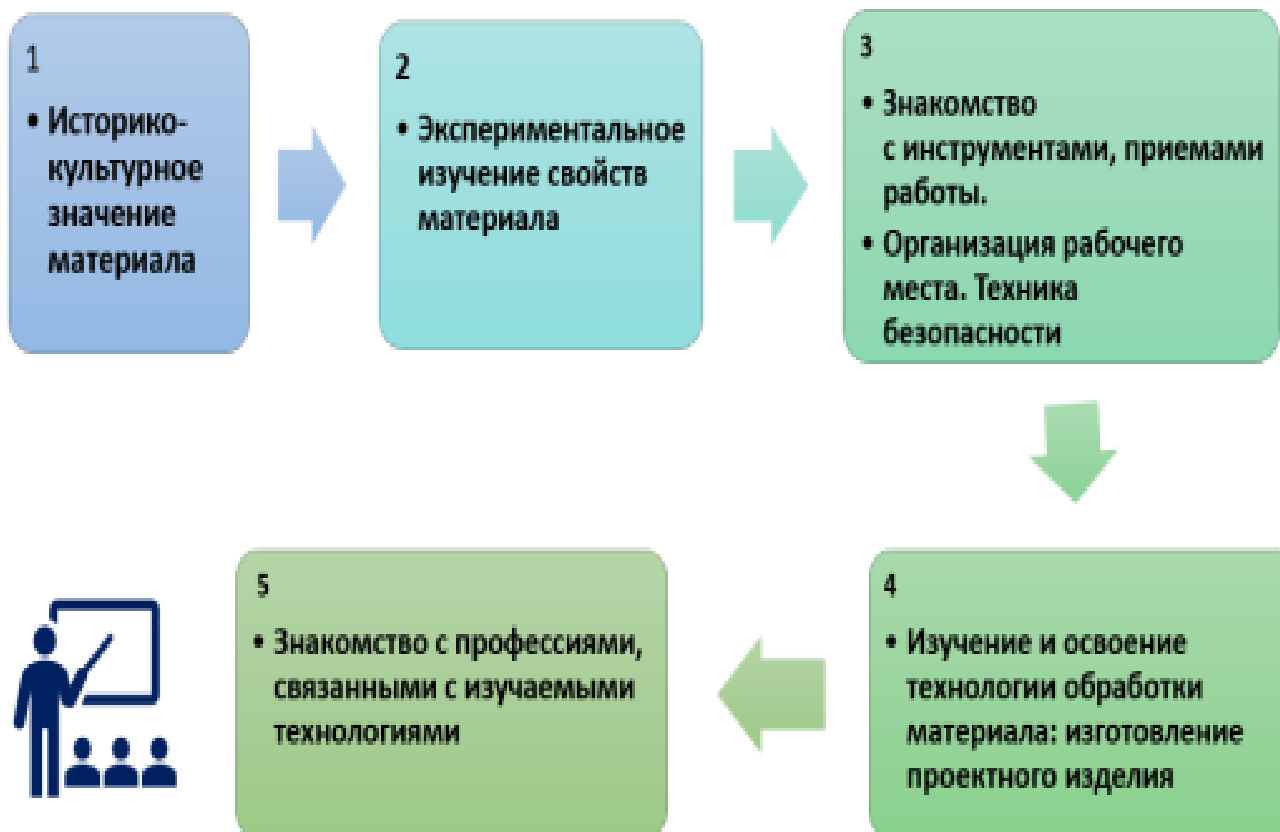 1
• Историко-
культурное
значение
материала
2
• Экспериментальное
изучение свойств
материала
3
• Знакомство
с инструментами, приемами
работы.
• Организация рабочего
места. Техника
безопасности
4
• Изучение и освоение
технологии обработки
материала: изготовление
проектного изделия
5
• Знакомство с профессиями,
связанными с изучаемыми
технологиями